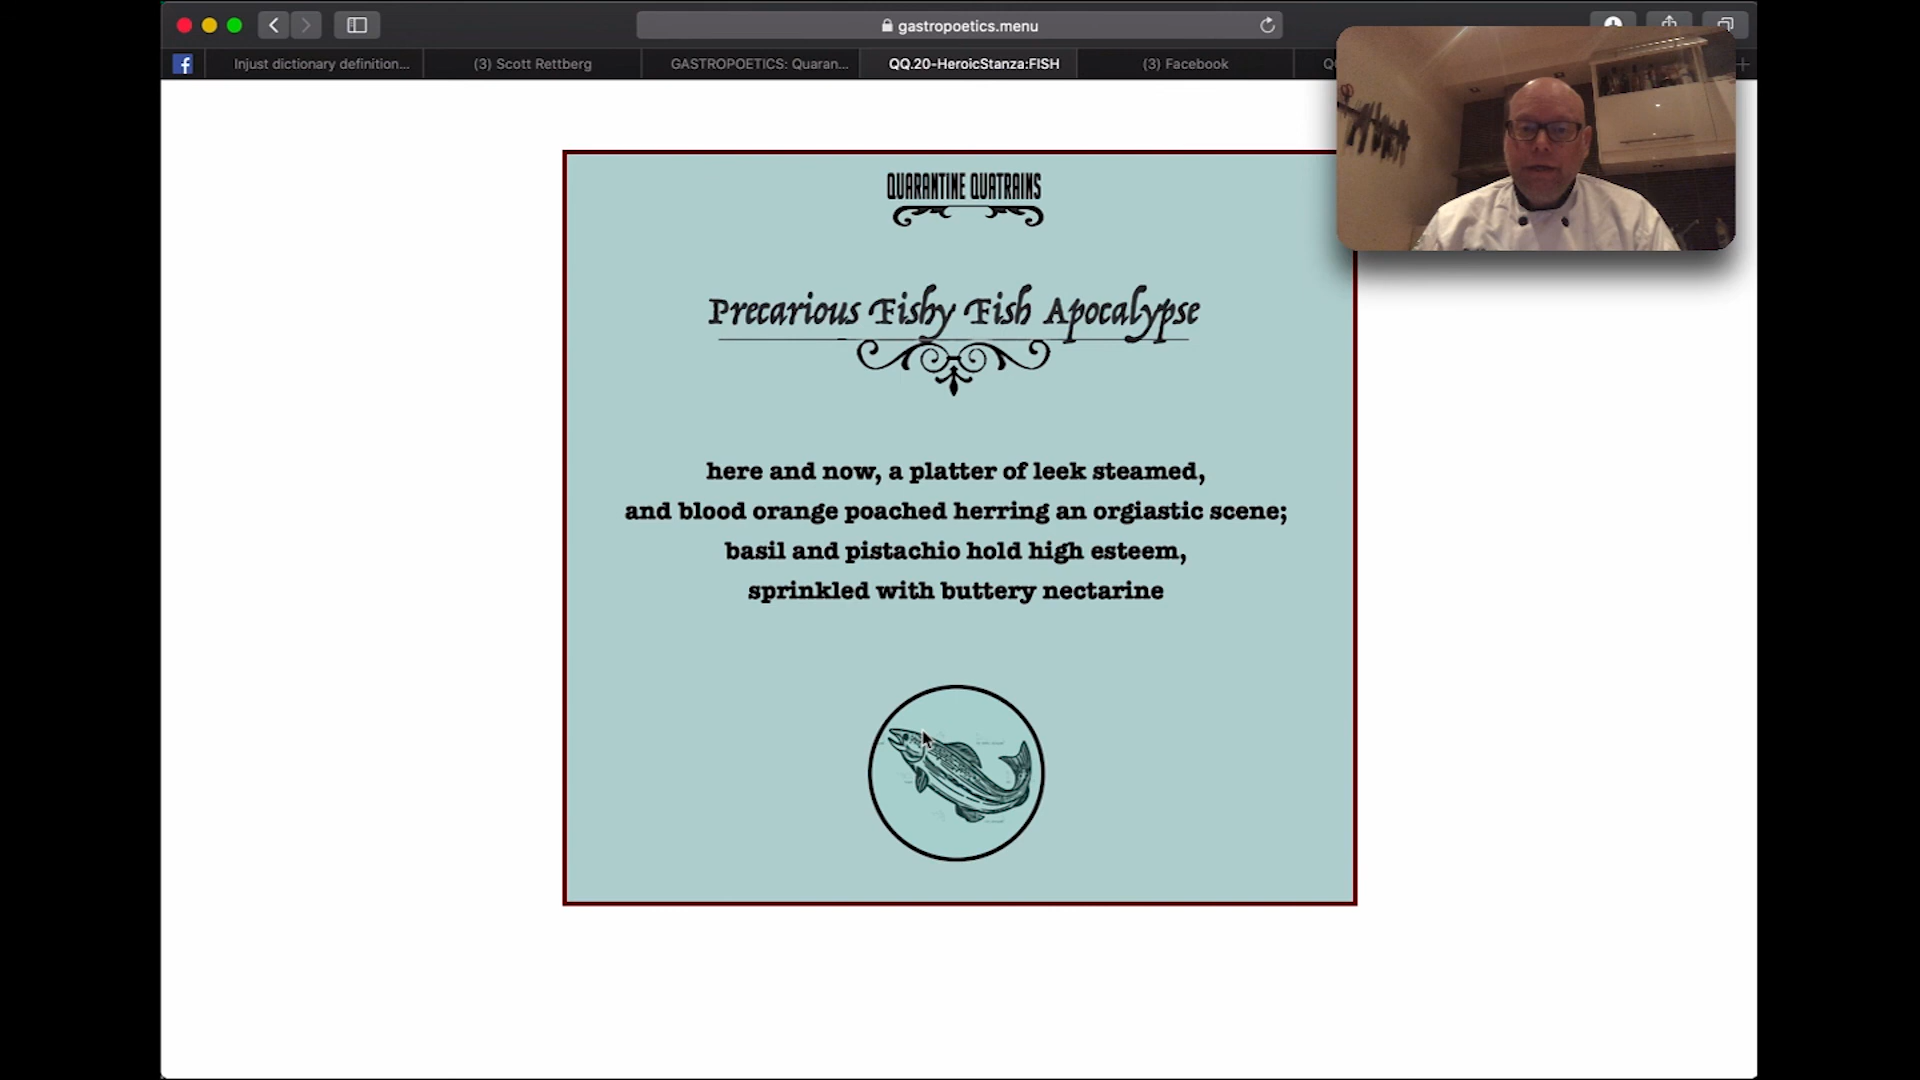 gastropoetics.menu
Injust dictionary definition...
(3) Scott Rettberg
GASTROPOETICS: Quaran...
QQ.20-HeroicStanza:FISH
(3) Facebook
QUARANTINE QUATRAINS
Precarious Fishy Fish Apocalypse
here and now, a platter of leek steamed,
and blood orange poached herring an orgiastic scene;
basil and pistachio hold high esteem,
sprinkled with buttery nectarine